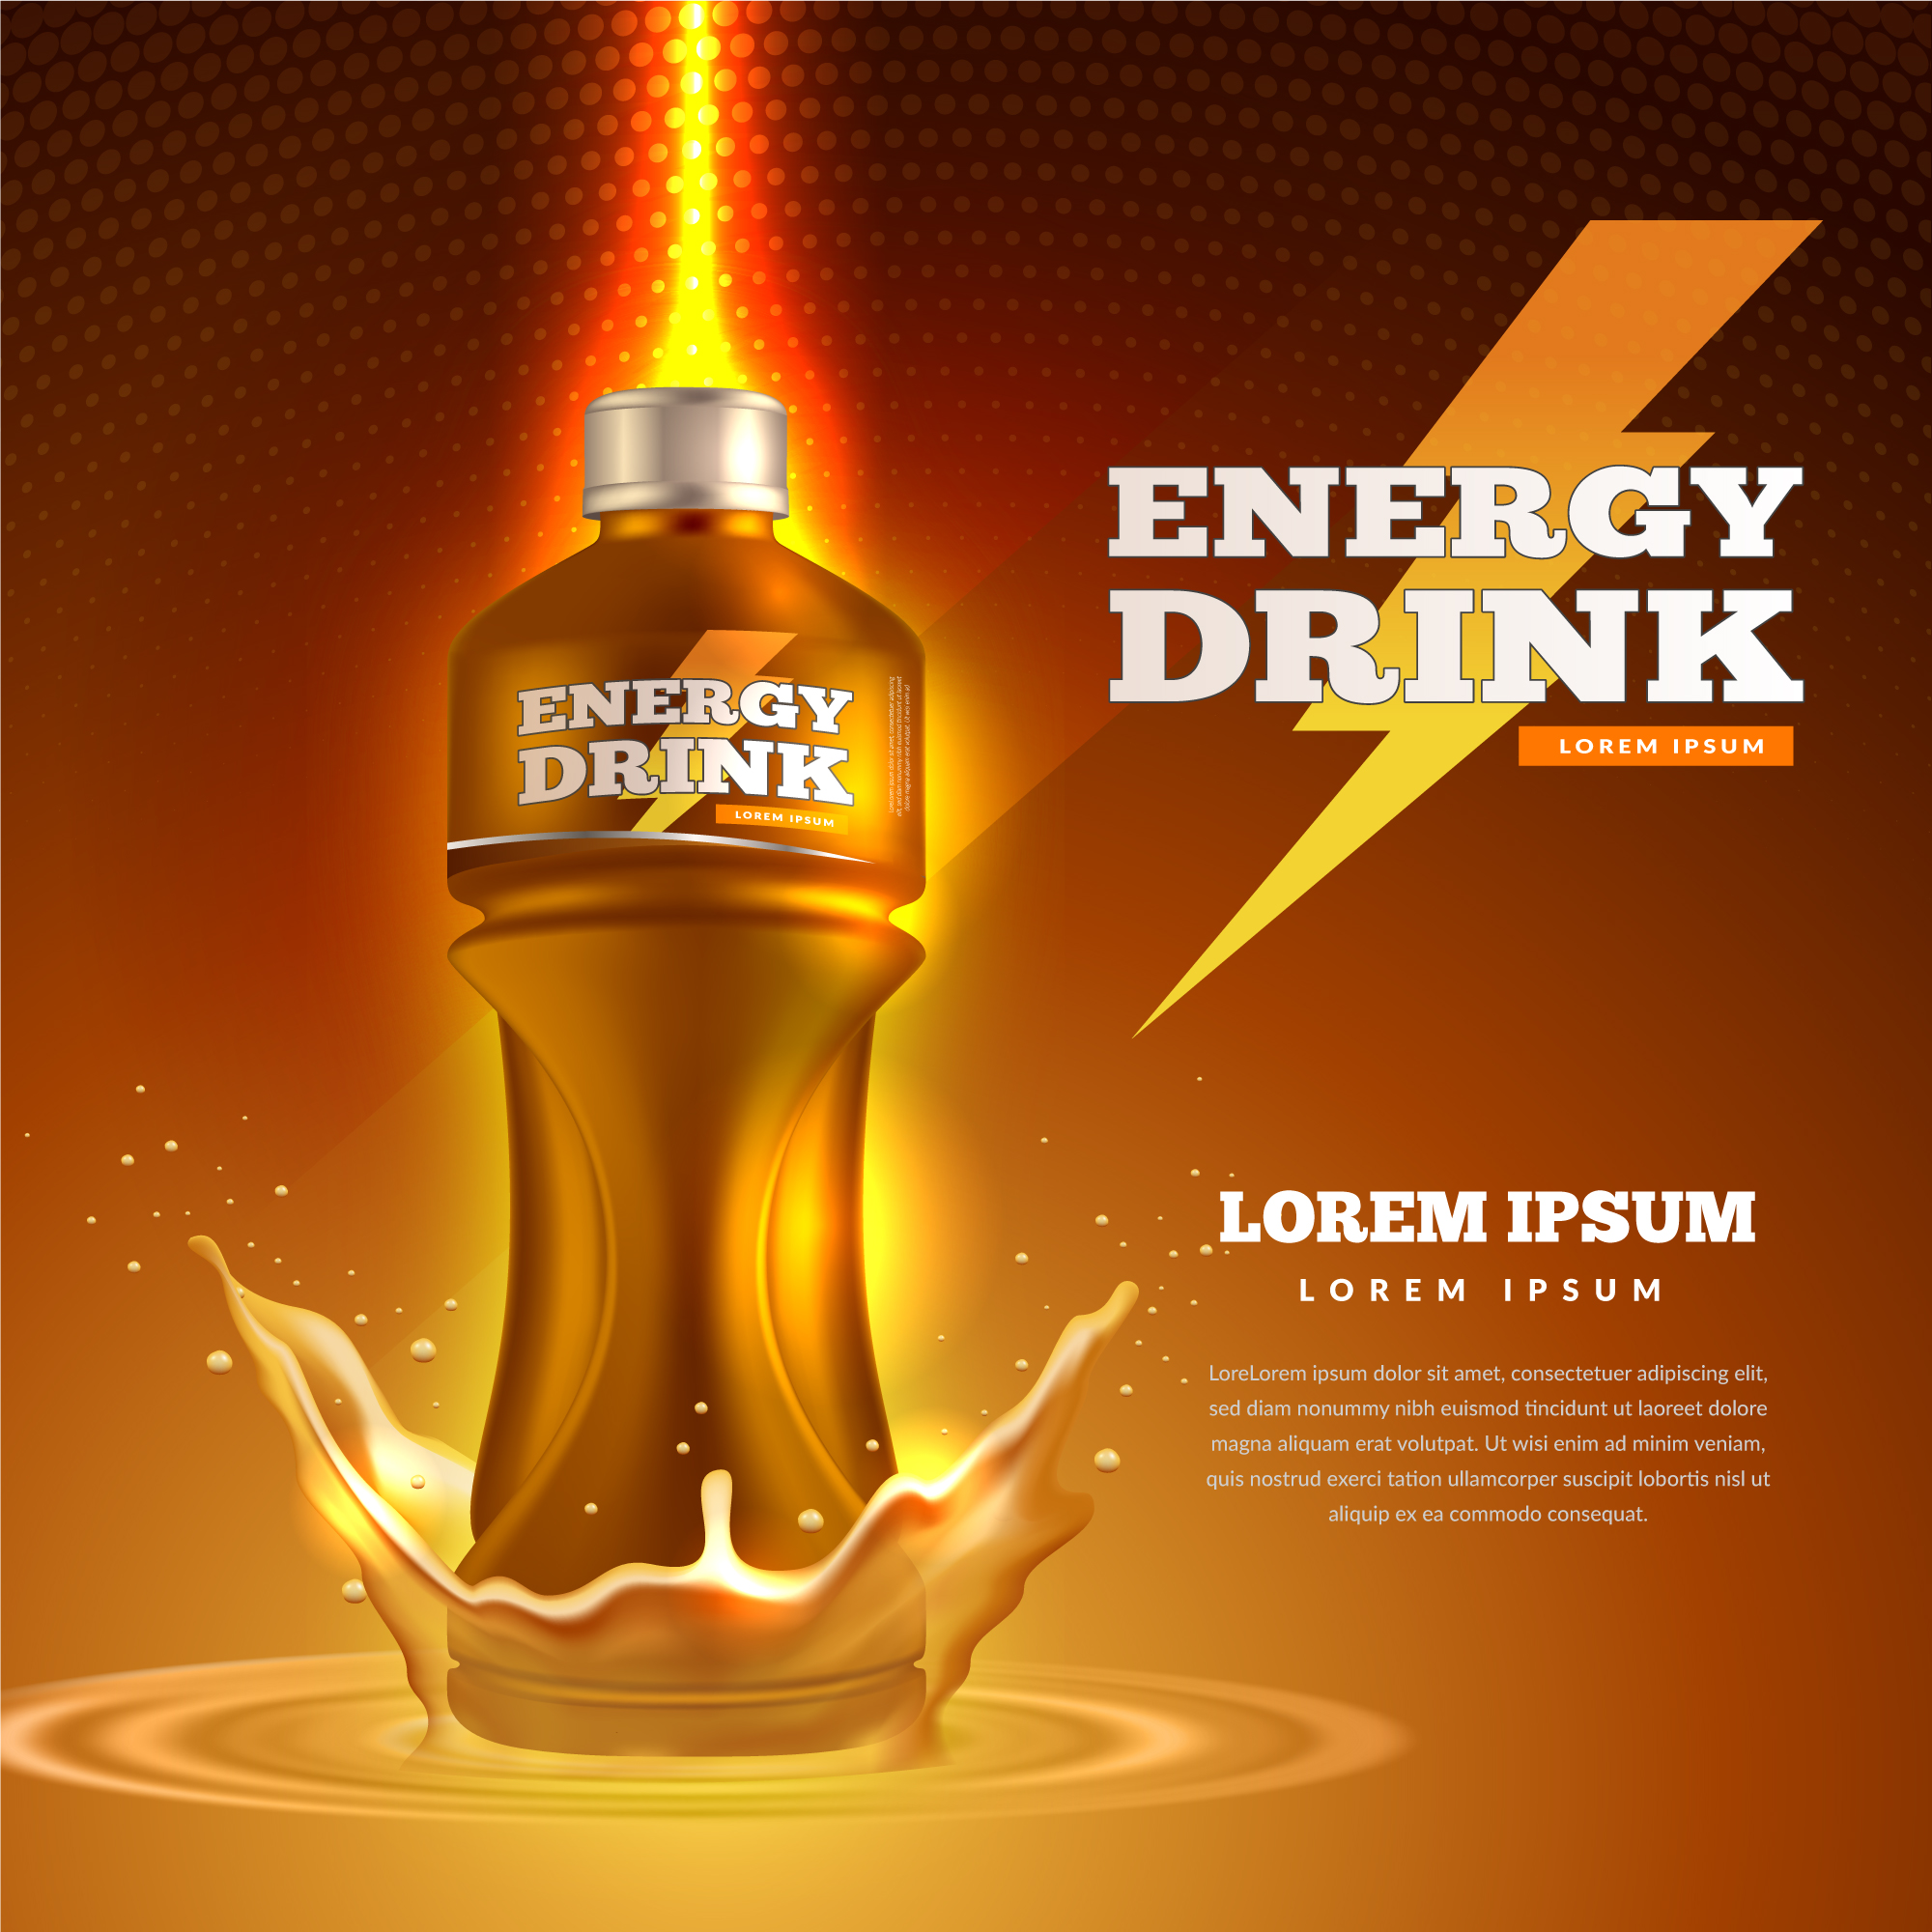 ENERGY
DRINK
LOREM IPSUM
ENERGY
DRINK
LOREM IPSUM
LOREM IPSUM
LOREM IPSUM
LoreLorem ipsum dolor sit amet, consectetuer adipiscing elit,
sed diam nonummy nibh euismod tincidunt ut laoreet dolore
magna aliquam erat volutpat. Ut wisi enim ad minim veniam,
quis nostrud exerci tation ullamcorper suscipit lobortis nisl ut
aliquip ex ea commodo consequat.